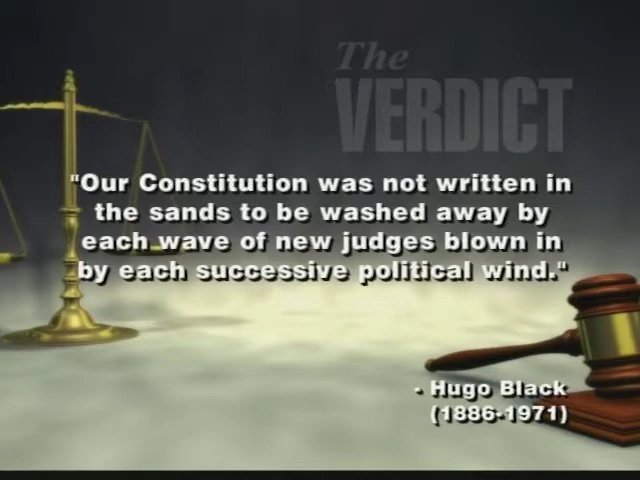 The
VERDICT
"Our Constitution was not written in
the sands to be washed away by
each wave of new judges blown in
by each successive political wind."
- Hugo Black
(1886-1971)